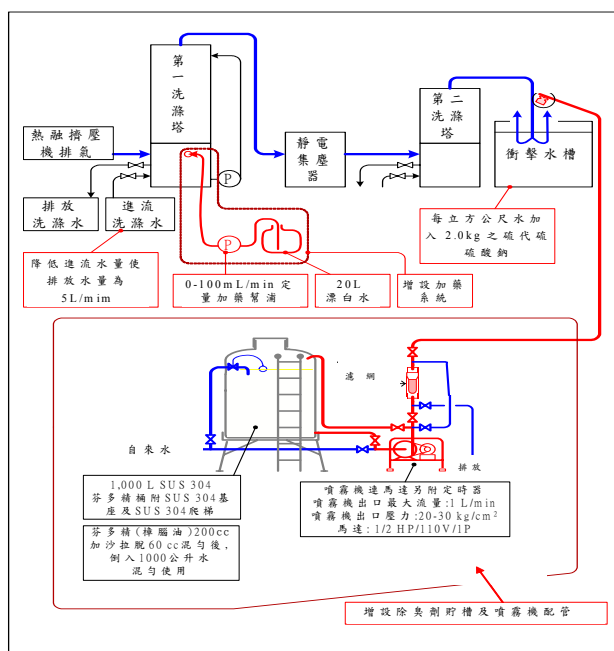 第一洗滌塔
第二洗滌塔
熱融擠壓
機排氣
靜電
集塵
器
衝擊水槽
P
排放
洗滌水
進流
洗滌水
每立方公尺水加
入 2.0kg 之硫代硫
硫酸鈉
降低進流水量使
排放水量為
5L/mim
P
0-100mL/min 定
量加藥幫浦
20L
漂白水
增設加藥
系統
濾網
自來水
排放
1,000 L SUS 304
芬多精桶附SUS 304基
座及SUS 304爬梯
噴霧機連馬達另附定時器
噴霧機出口最大流量:1 L/min
噴霧機出口壓力:20-30 kg/cm²
馬達: 1/2 HP/110V/1P
芬多精(樟腦油)200cc
加沙拉脫60 cc混勻後,
倒入1000公升水
混勻使用
增設除臭劑貯槽及噴霧機配管